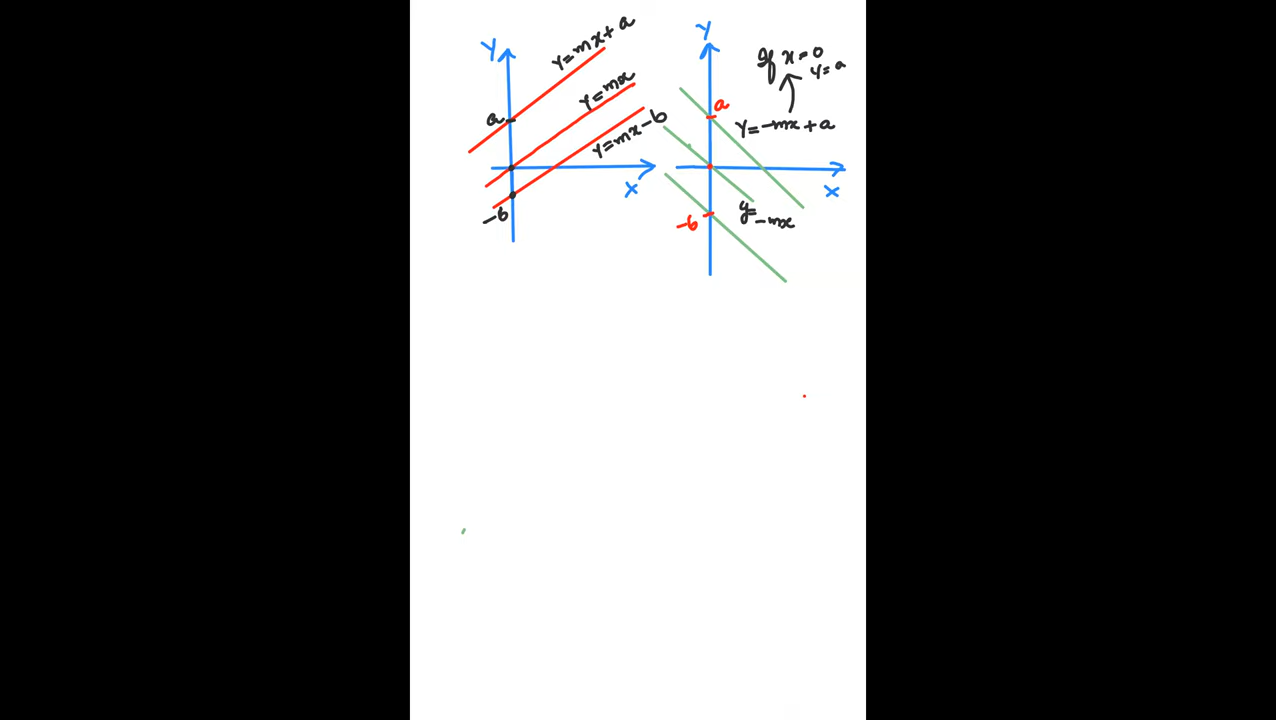 Y
y=mx+a
y=mx
a
y=mx-b
x
-b
Y
If x=0
y=a
a
y=-mx+a
x
-b
y=
-mx